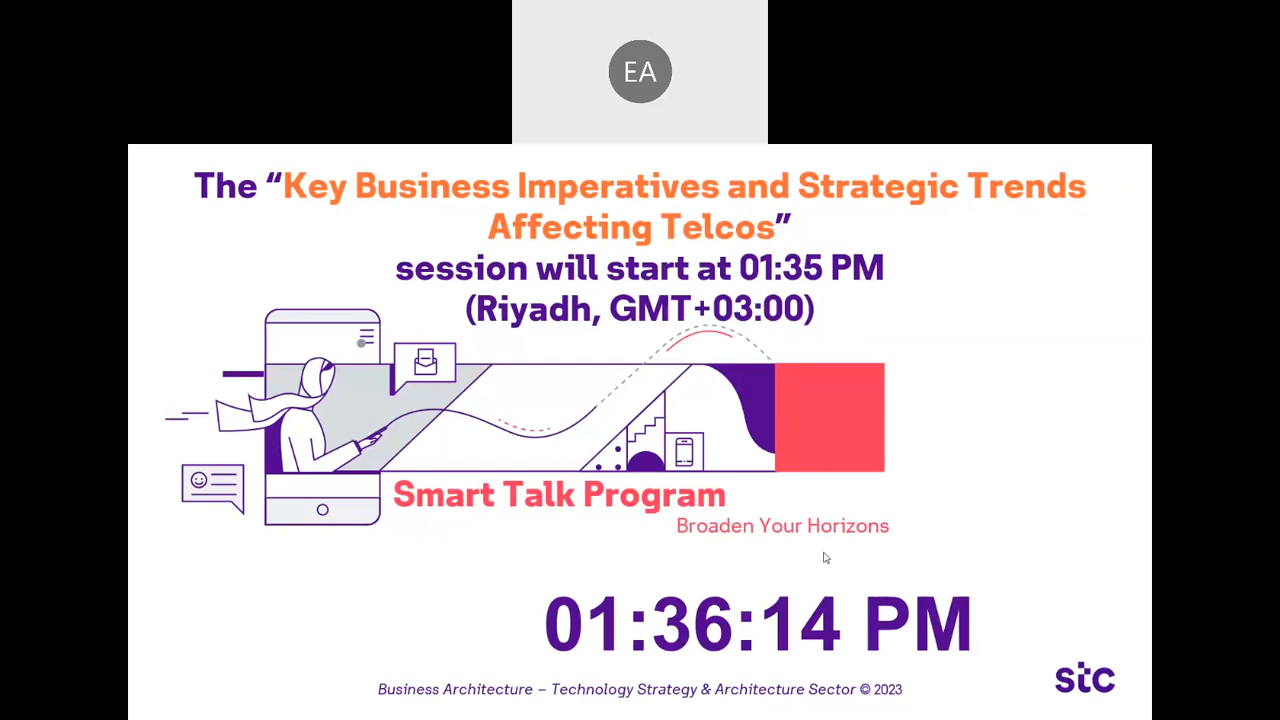 EA
The “Key Business Imperatives and Strategic Trends
Affecting Telcos”
session will start at 01:35 PM
(Riyadh, GMT+03:00)
Smart Talk Program
Broaden Your Horizons
01:36:14 PM
stc
Business Architecture – Technology Strategy & Architecture Sector © 2023